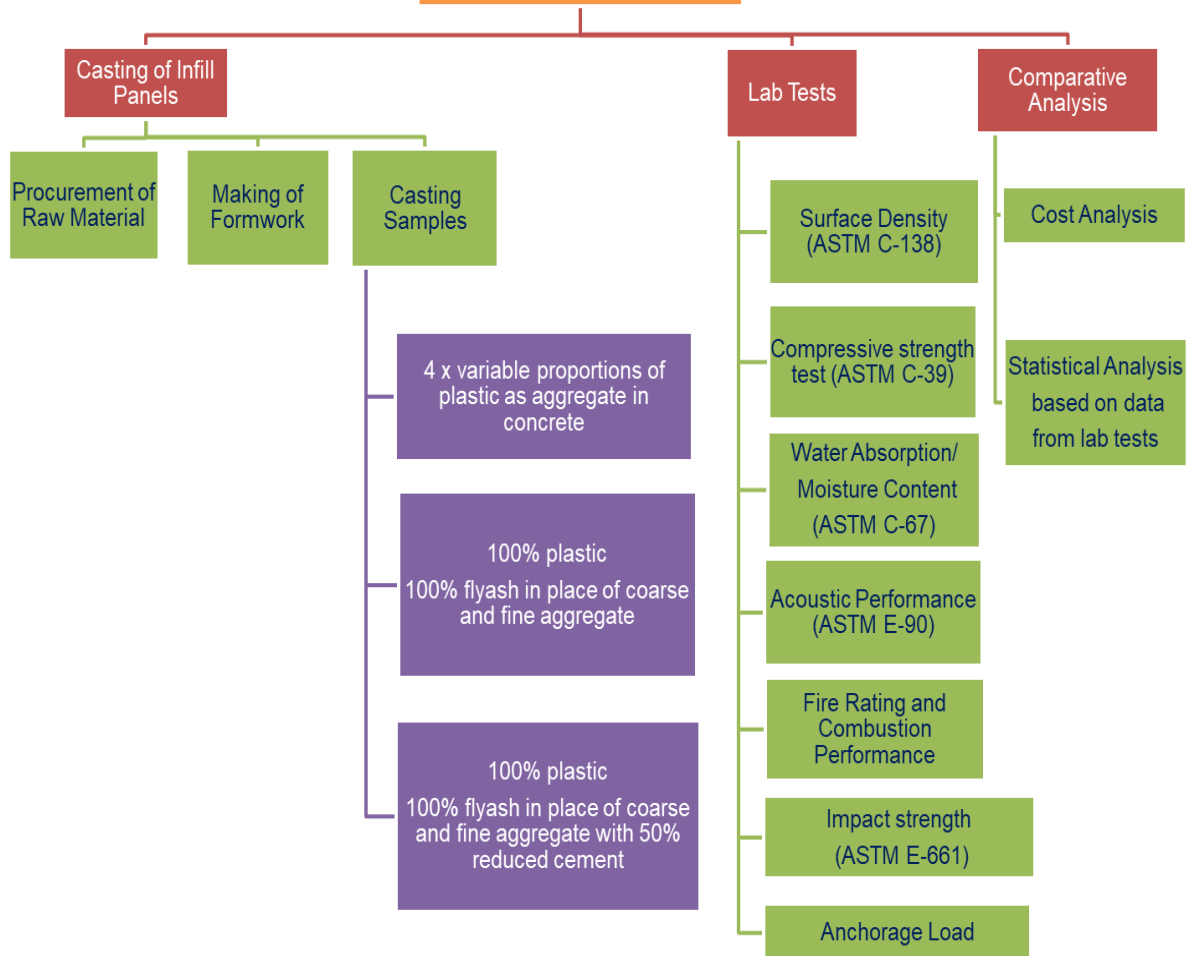 Casting of Infill
Panels
Procurement of
Raw Material
Making of
Formwork
Casting
Samples
4 x variable proportions of
plastic as aggregate in
concrete
100% plastic
100% flyash in place of coarse
and fine aggregate
100% plastic
100% flyash in place of coarse
and fine aggregate with 50%
reduced cement
Lab Tests
Surface Density
(ASTM C-138)
Compressive strength
test (ASTM C-39)
Water Absorption/
Moisture Content
(ASTM C-67)
Acoustic Performance
(ASTM E-90)
Fire Rating and
Combustion
Performance
Impact strength
(ASTM E-661)
Anchorage Load
Comparative
Analysis
Cost Analysis
Statistical Analysis
based on data
from lab tests